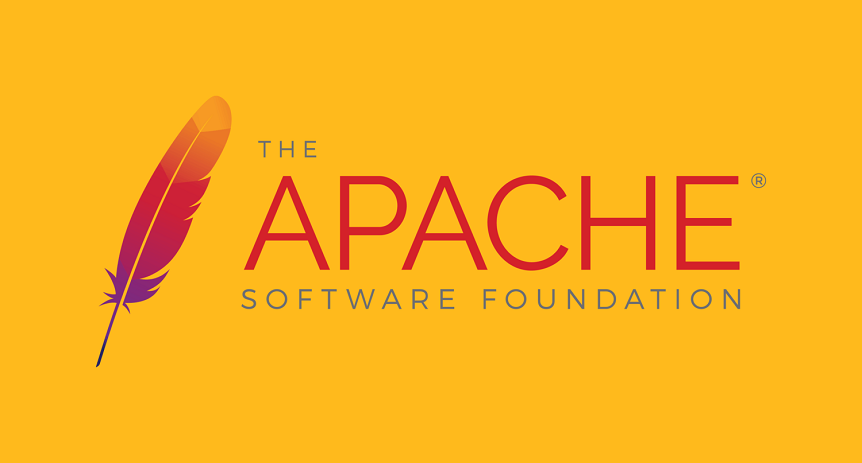 THE
APACHE®
SOFTWARE FOUNDATION